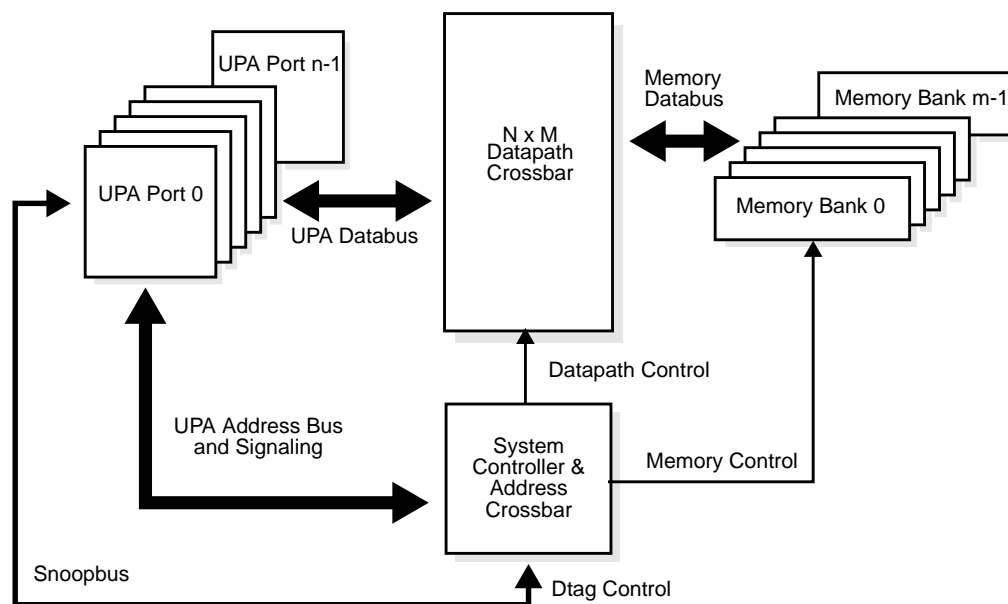 UPA Port n-1
UPA Port 0
UPA Databus
N x M
Datapath
Crossbar
Memory
Databus
Memory Bank m-1
Memory Bank 0
Datapath Control
UPA Address Bus
and Signaling
System
Controller &
Address
Crossbar
Memory Control
Snoopbus
Dtag Control